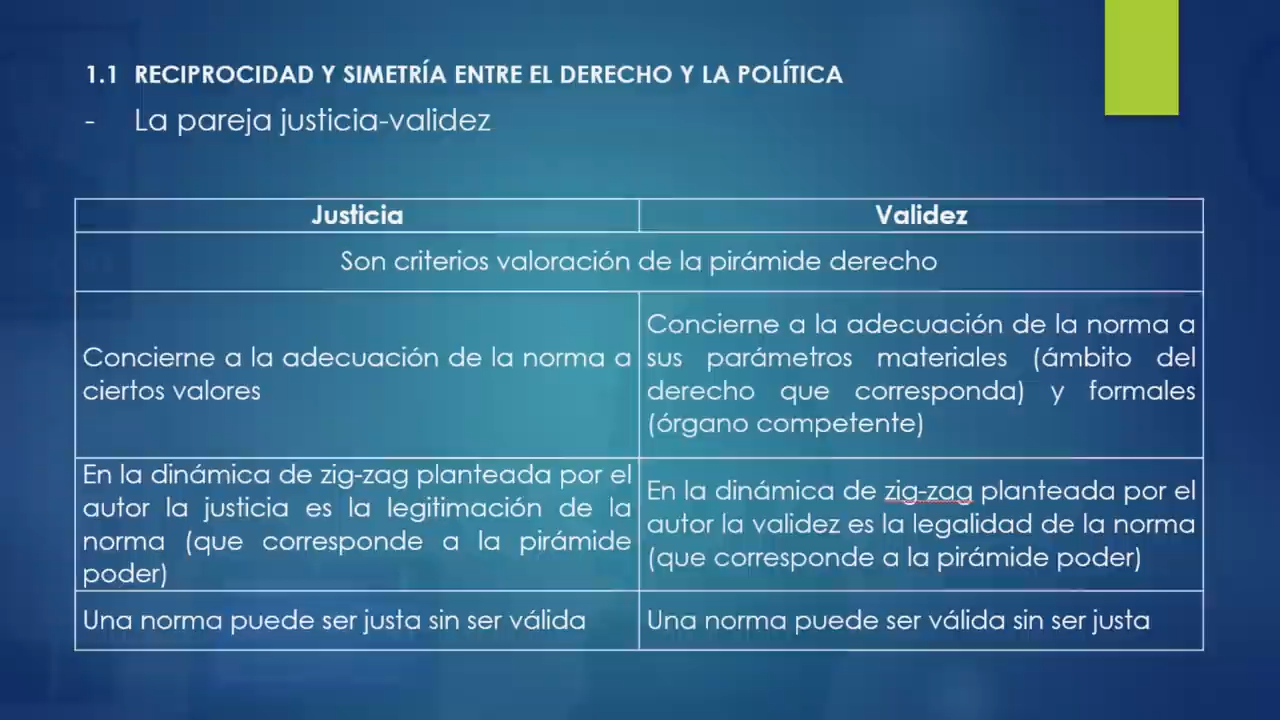 1.1 RECIPROCIDAD Y SIMETRÍA ENTRE EL DERECHO Y LA POLÍTICA
- La pareja justicia-validez
Justicia
Validez
Son criterios valoración de la pirámide derecho
Concierne a la adecuación de la norma a
ciertos valores
Concierne a la adecuación de la norma a
sus parámetros materiales (ámbito del
derecho que corresponda) y formales
(órgano competente)
En la dinámica de zig-zag planteada por el
autor la justicia es la legitimación de la
norma (que corresponde a la pirámide
poder)
En la dinámica de zig-zag planteada por el
autor la validez es la legalidad de la norma
(que corresponde a la pirámide poder)
Una norma puede ser justa sin ser válida
Una norma puede ser válida sin ser justa